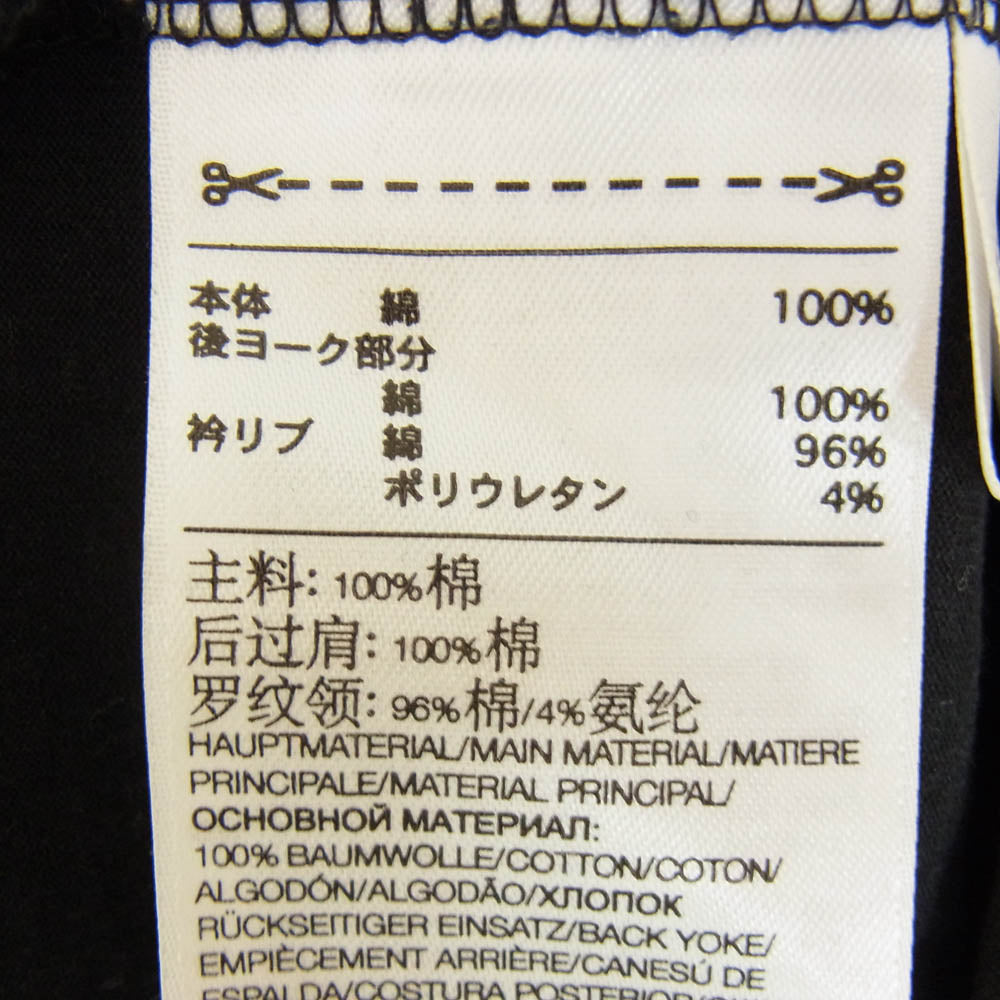 本体 綿 100%
後ヨーク部分
綿 100%
衿リブ 綿 96%
ポリウレタン 4%
主料: 100%棉
后过肩: 100%棉
罗纹领: 96%棉/4%氨纶
HAUPTMATERIAL/MAIN MATERIAL/MATIERE
PRINCIPALE/MATERIAL PRINCIPAL/
ОСНОВНОЙ МАТЕРИАЛ:
100% BAUMWOLLE/COTTON/COTON/
ALGODÓN/ALGODÃO/ХЛОПОК
RÜCKSEITIGER EINSATZ/BACK YOKE/
EMPIÈCEMENT ARRIÈRE/CANESÚ DE
ESPALDA/COSTURA POSTERIOR/